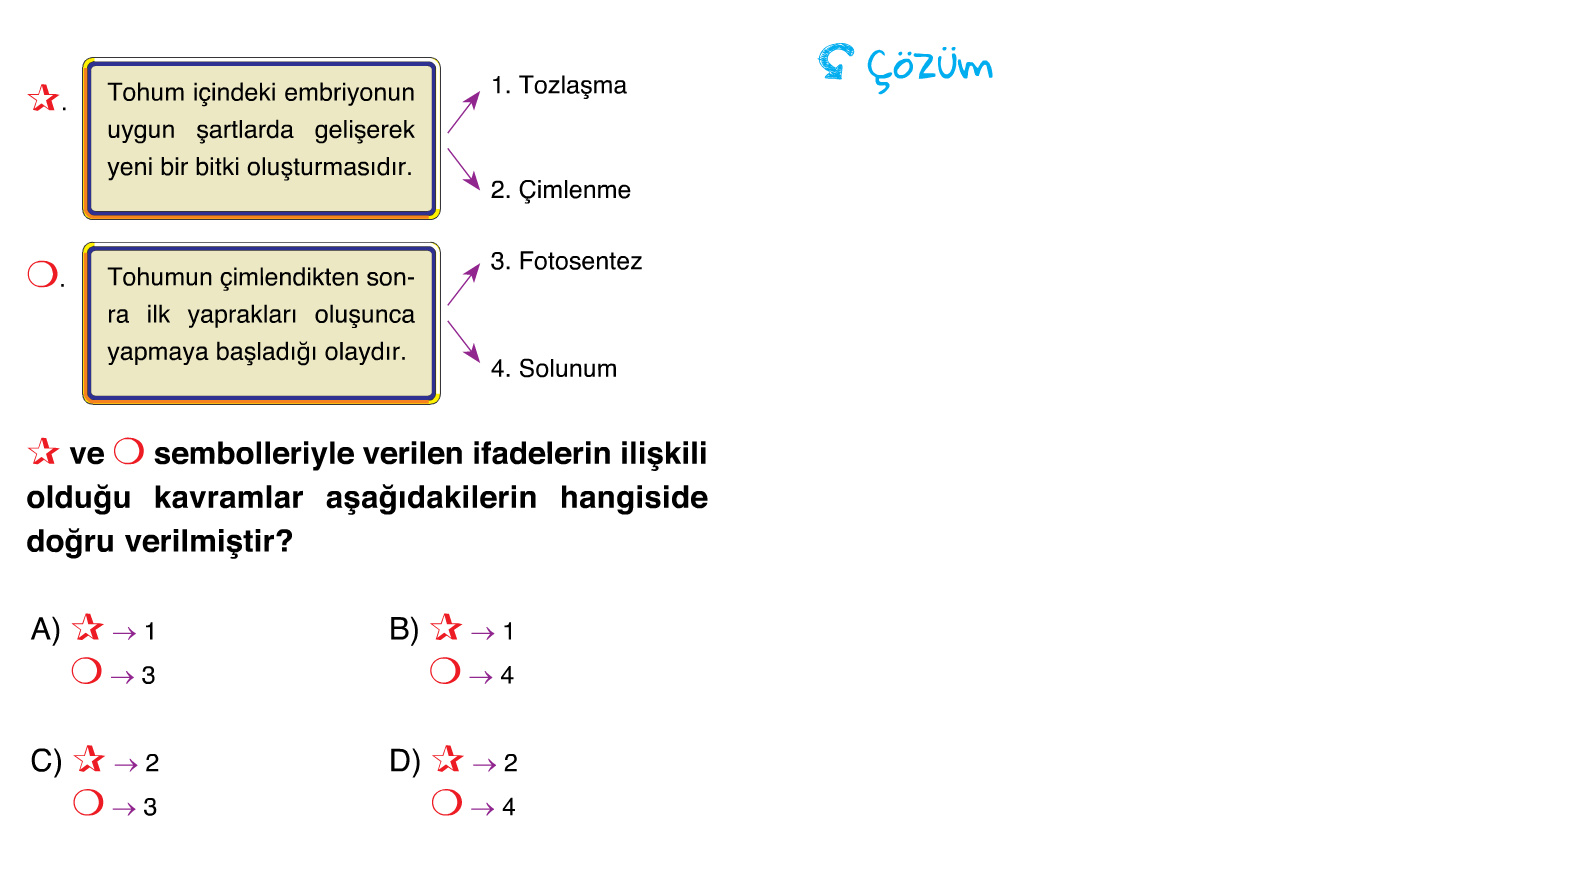 ☆.
Tohum içindeki embriyonun
uygun şartlarda gelişerek
yeni bir bitki oluşturmasıdır.
1. Tozlaşma
2. Çimlenme
❍.
Tohumun çimlendikten son-
ra ilk yaprakları oluşunca
yapmaya başladığı olaydır.
3. Fotosentez
4. Solunum
☆ ve ❍ sembolleriyle verilen ifadelerin ilişkili
olduğu kavramlar aşağıdakilerin hangiside
doğru verilmiştir?
A) ☆ → 1
❍ → 3
B) ☆ → 1
❍ → 4
C) ☆ → 2
❍ → 3
D) ☆ → 2
❍ → 4
Çözüm